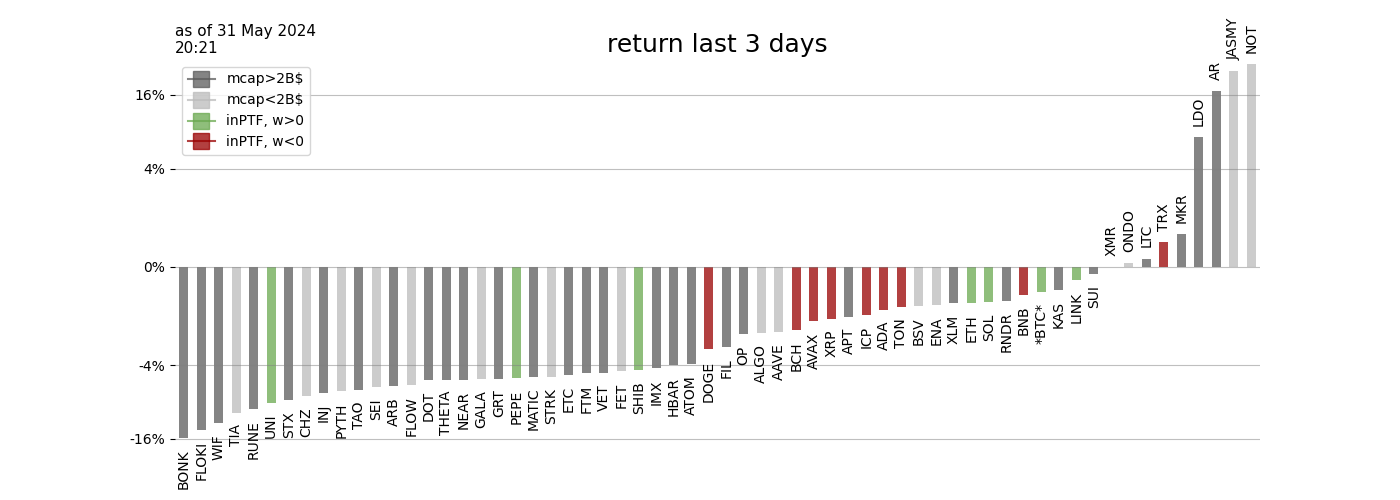 as of 31 May 2024
20:21
return last 3 days
mcap>2B$
mcap<2B$
inPTF, w>0
inPTF, w<0
16%
4%
0%
-4%
-16%
BONK
FLOKI
WIF
TIA
RUNE
UNI
STX
CHZ
INJ
PYTH
TAO
SEI
ARB
FLOW
DOT
THETA
NEAR
GALA
GRT
PEPE
MATIC
STRK
ETC
FTM
VET
FET
SHIB
IMX
HBAR
ATOM
DOGE
FIL
OP
ALGO
AAVE
BCH
AVAX
XRP
APT
ICP
ADA
TON
BSV
ENA
XLM
ETH
SOL
RNDR
BNB
*BTC*
KAS
LINK
SUI
XMR
ONDO
LTC
TRX
MKR
LDO
AR
JASMY
NOT